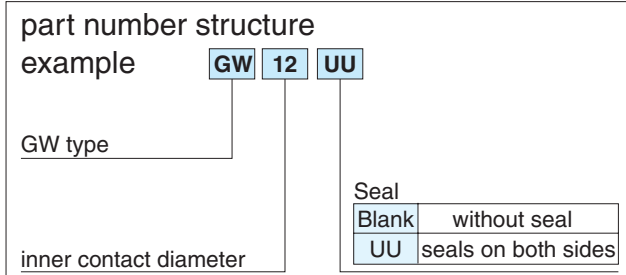 part number structure
example GW 12 UU
GW type
Seal
Blank without seal
UU seals on both sides
inner contact diameter